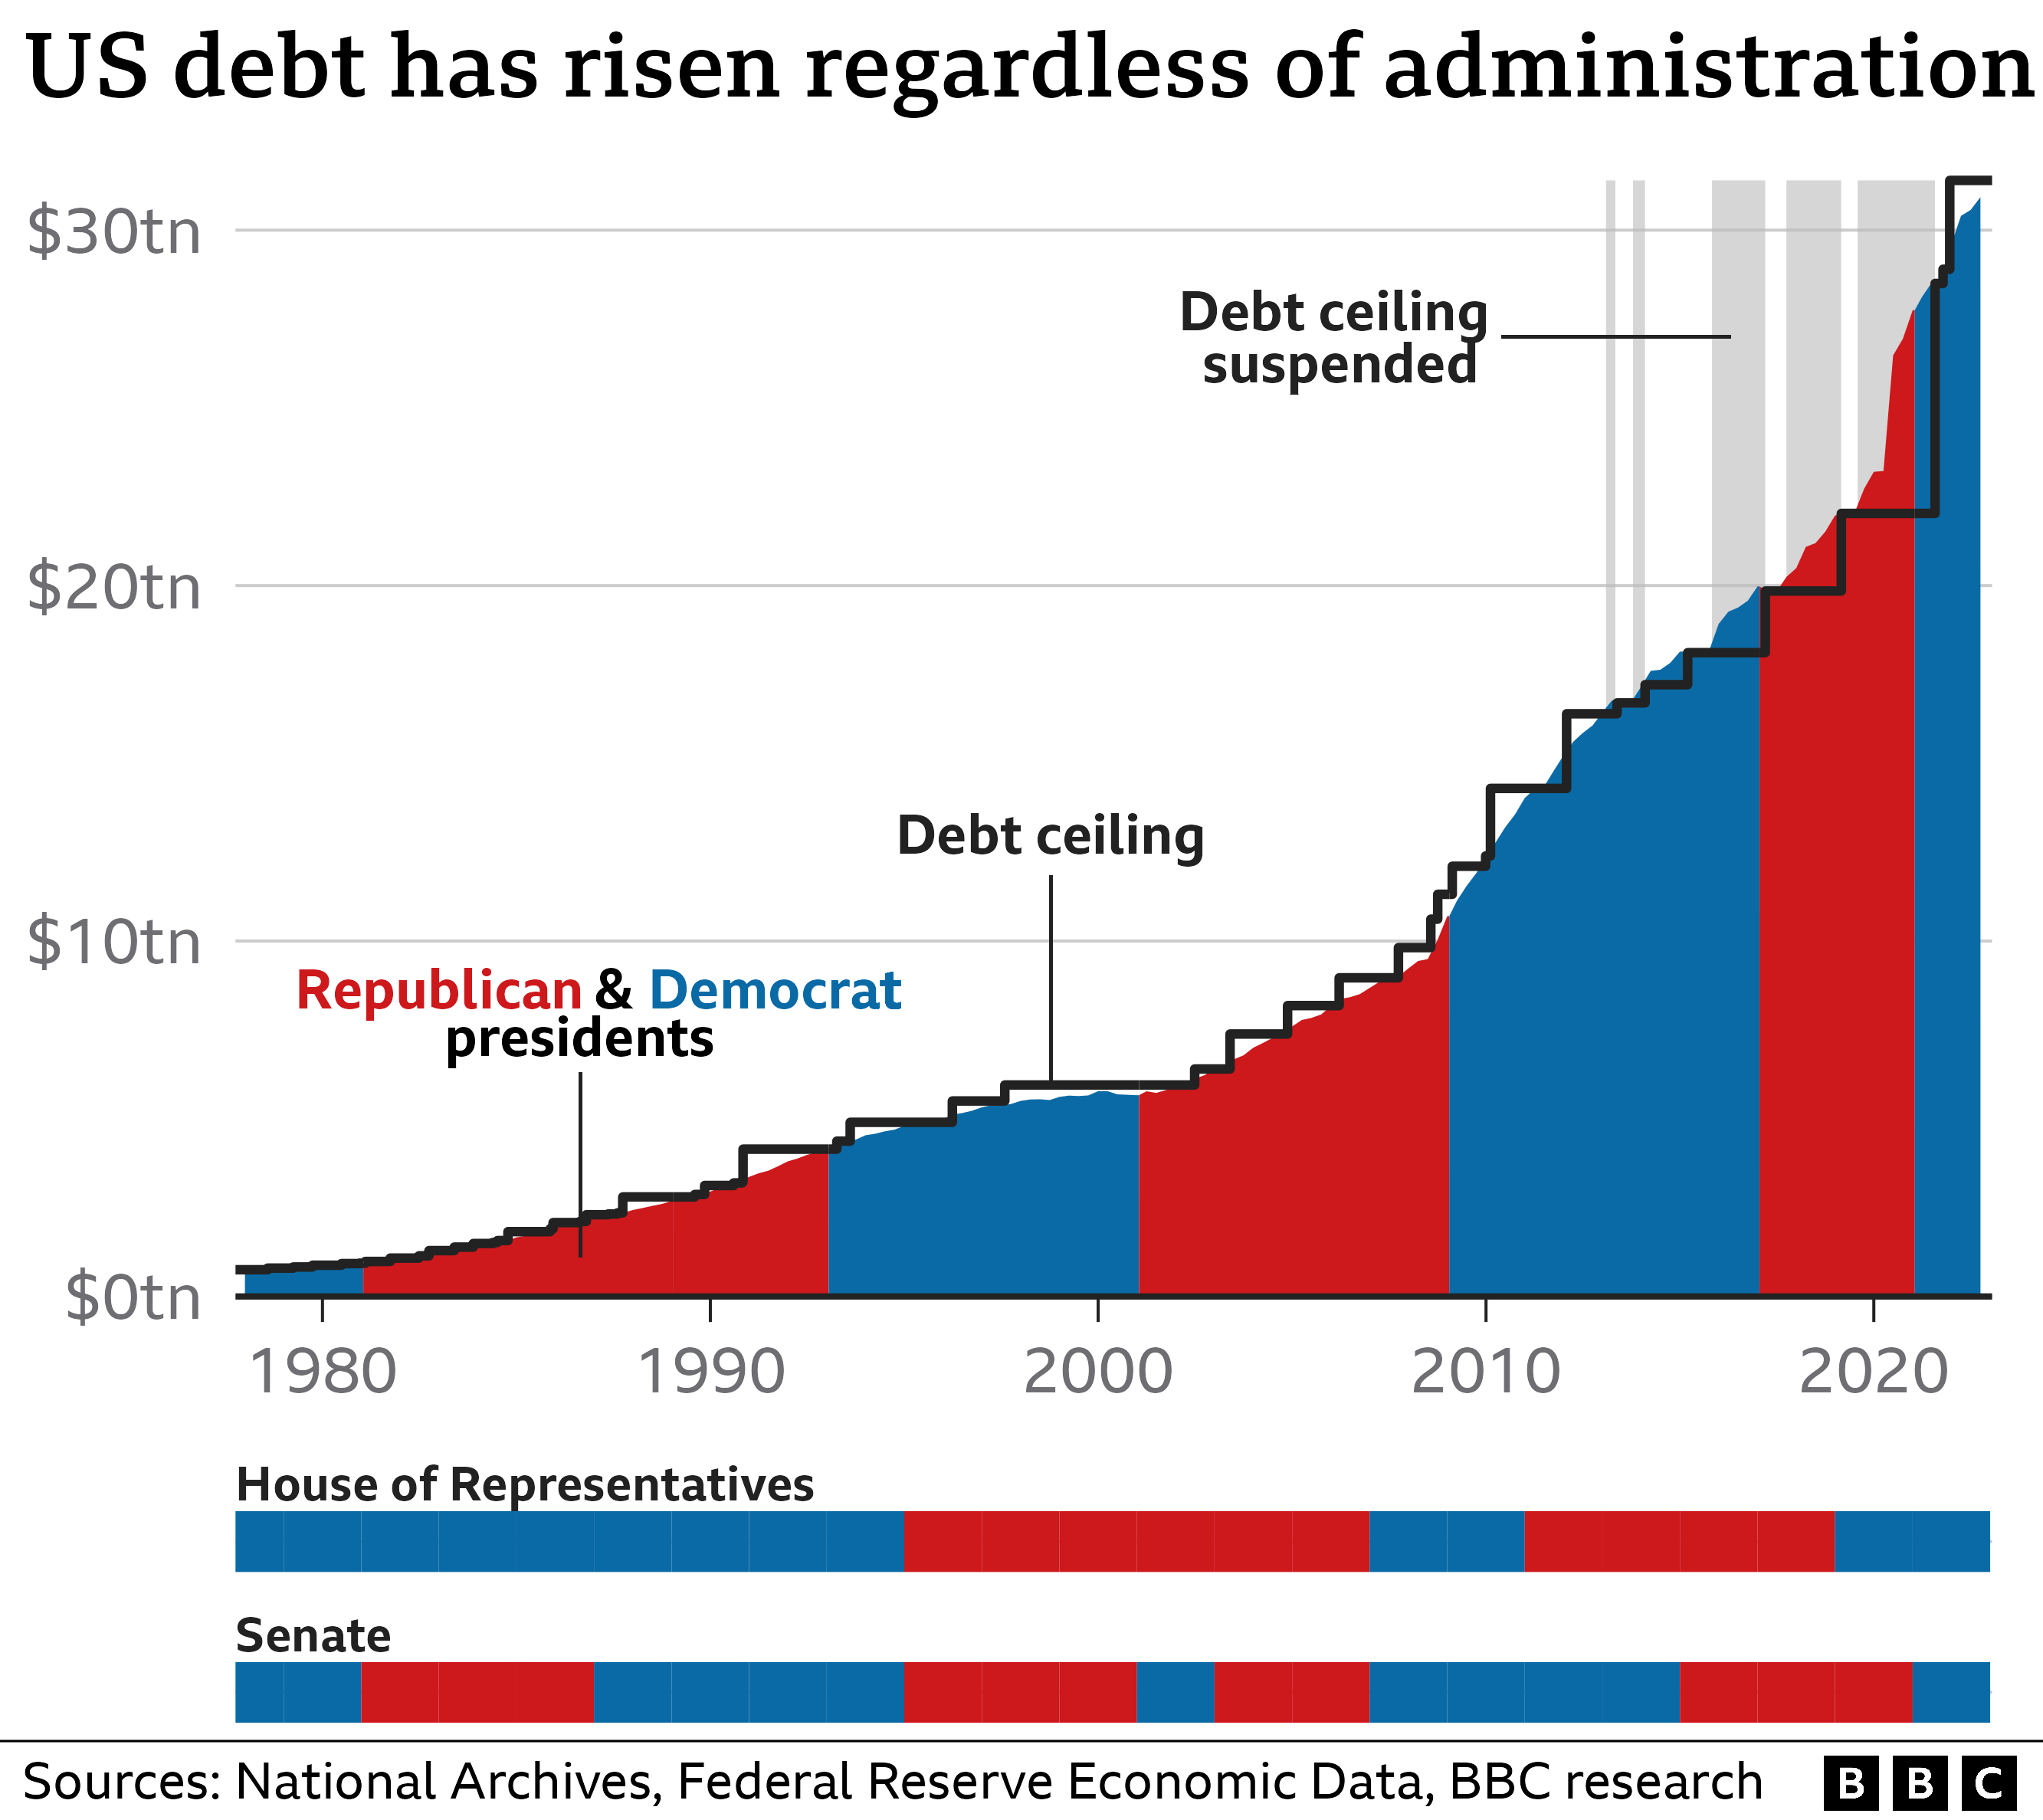 US debt has risen regardless of administration
$30tn
Debt ceiling
suspended
$20tn
Debt ceiling
$10tn
Republican & Democrat
presidents
$0tn
1980 1990 2000 2010 2020
House of Representatives
Senate
Sources: National Archives, Federal Reserve Economic Data, BBC research BBC